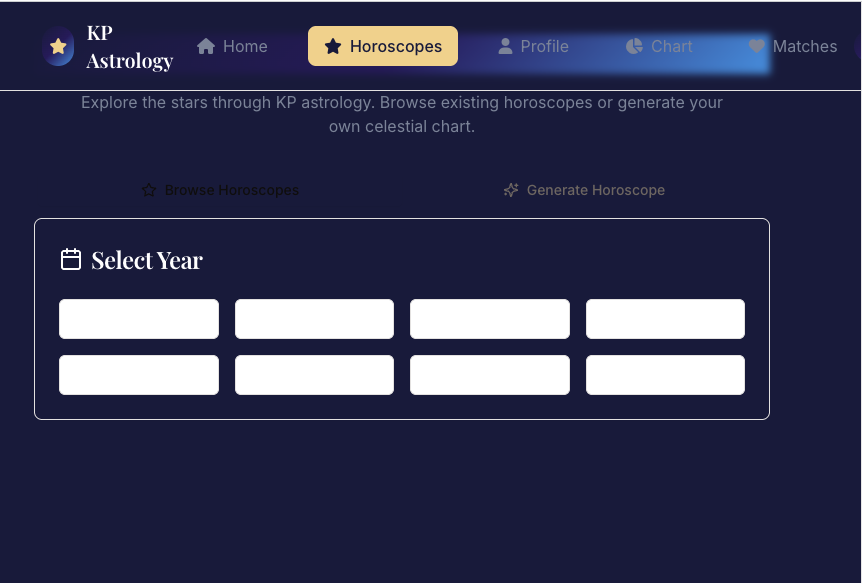 KP
Astrology
Home
Horoscopes
Profile
Chart
Matches
Explore the stars through KP astrology. Browse existing horoscopes or generate your
own celestial chart.
Browse Horoscopes
Generate Horoscope
Select Year